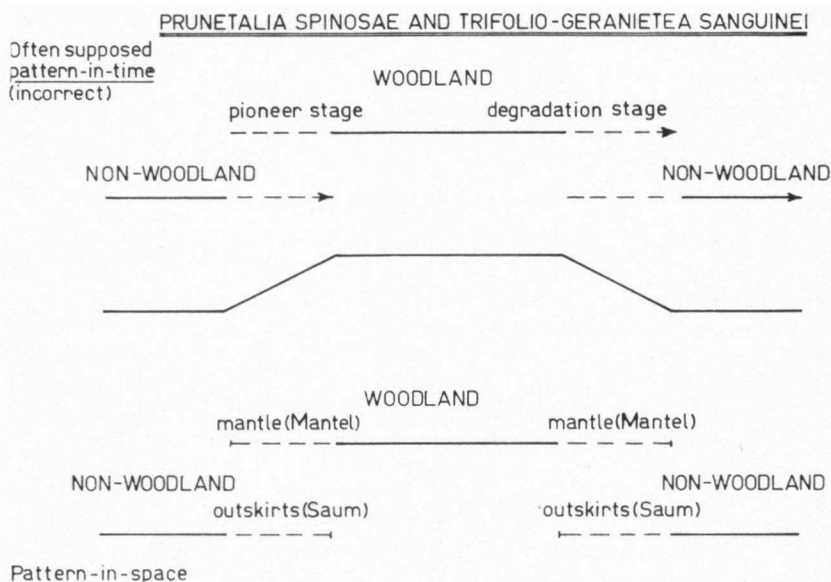 PRUNETALIA SPINOSAE AND TRIFOLIO-GERANIETEA SANGUINEI
Often supposed
pattern-in-time
(incorrect)
WOODLAND
pioneer stage
degradation stage
NON-WOODLAND
NON-WOODLAND
WOODLAND
mantle(Mantel)
mantle(Mantel)
NON-WOODLAND
NON-WOODLAND
outskirts(Saum)
outskirts(Saum)
Pattern-in-space